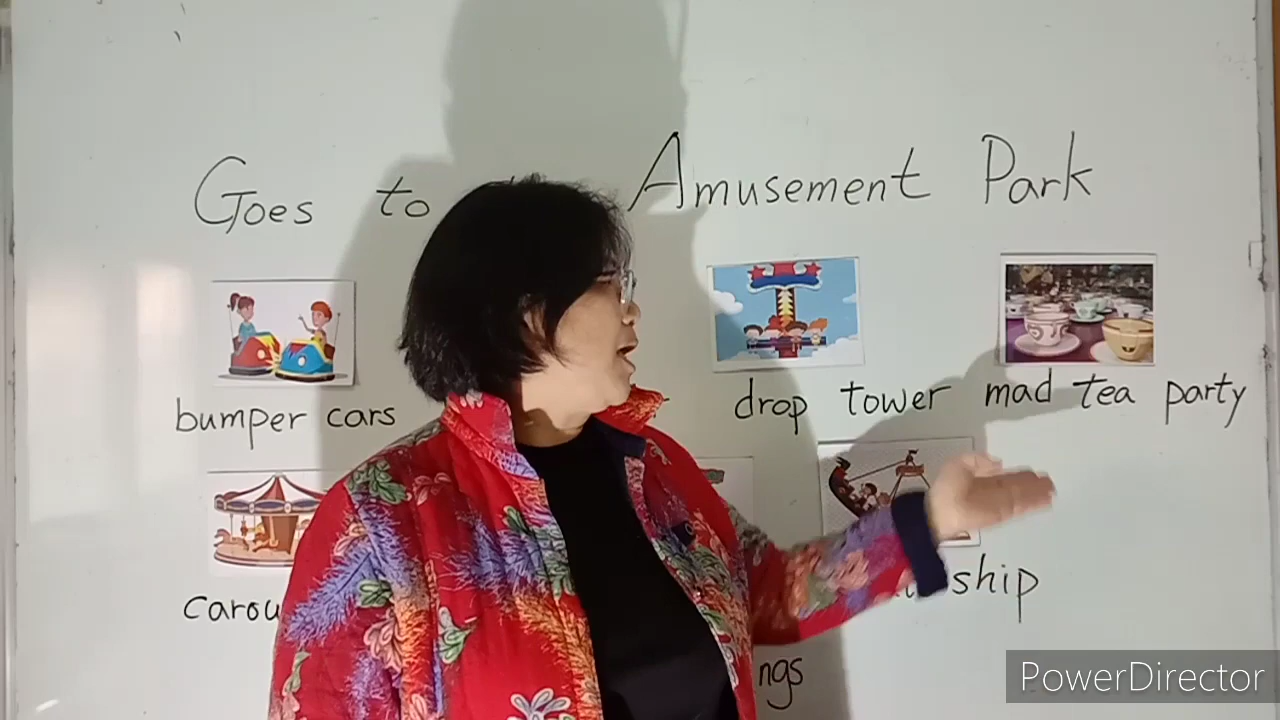 Goes to Amusement Park
bumper cars
drop tower
mad tea party
carou
ship
ngs
PowerDirector